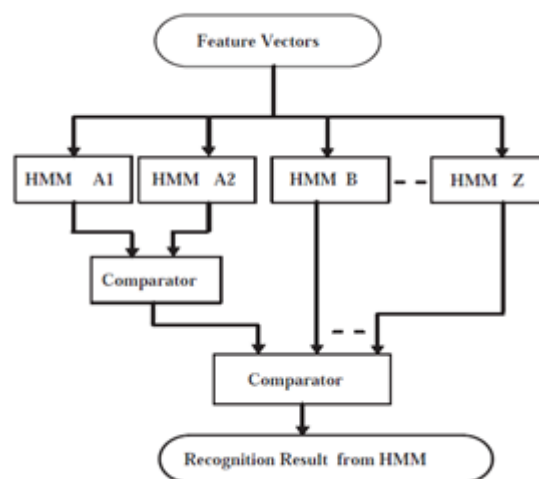 Feature Vectors
HMM A1
HMM A2
HMM B
HMM Z
Comparator
Comparator
Recognition Result from HMM